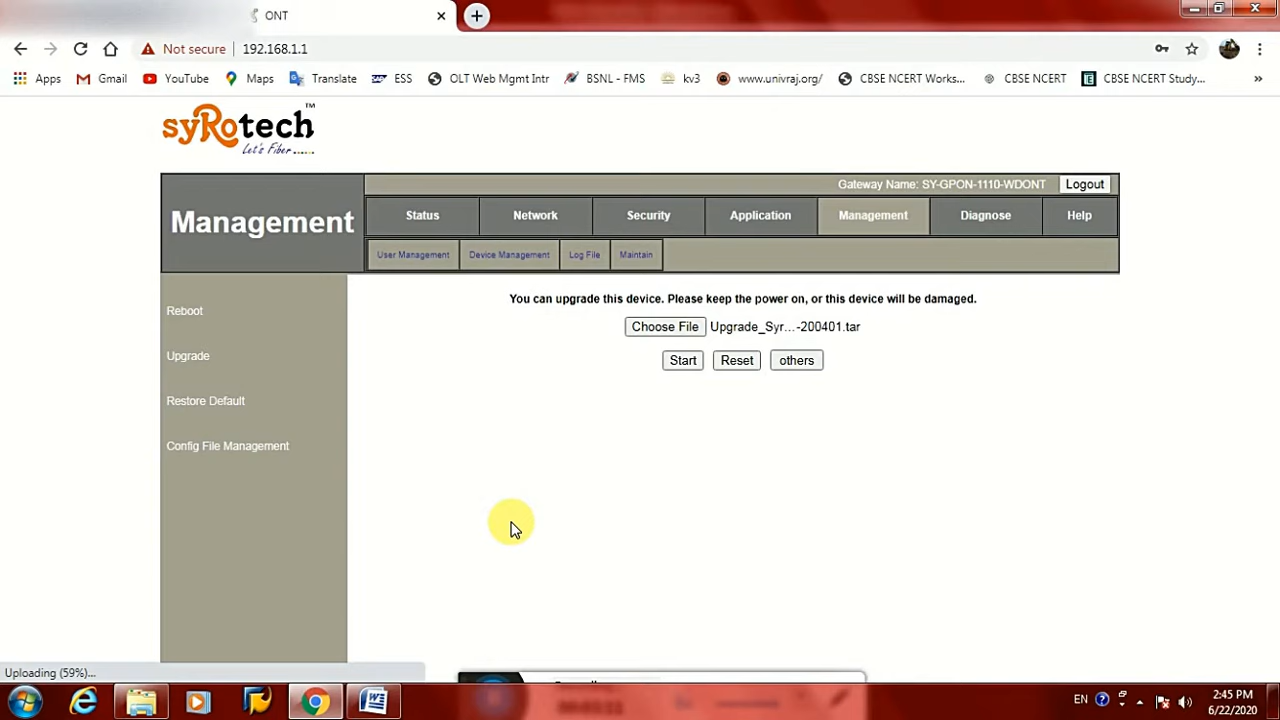 ONT
Not secure 192.168.1.1
Apps Gmail YouTube Maps Translate ESS OLT Web Mgmt Intr BSNL - FMS kv3 www.univraj.org/ CBSE NCERT Works... CBSE NCERT CBSE NCERT Study... »
syRotech™
Let's Fiber.....
Gateway Name: SY-GPON-1110-WDONT Logout
Management Status Network Security Application Management Diagnose Help
User Management Device Management Log File Maintain
Reboot
Upgrade
Restore Default
Config File Management
You can upgrade this device. Please keep the power on, or this device will be damaged.
Choose File Upgrade_Syr...-200401.tar
Start Reset others
Uploading (59%)...
EN 2:45 PM
6/22/2020